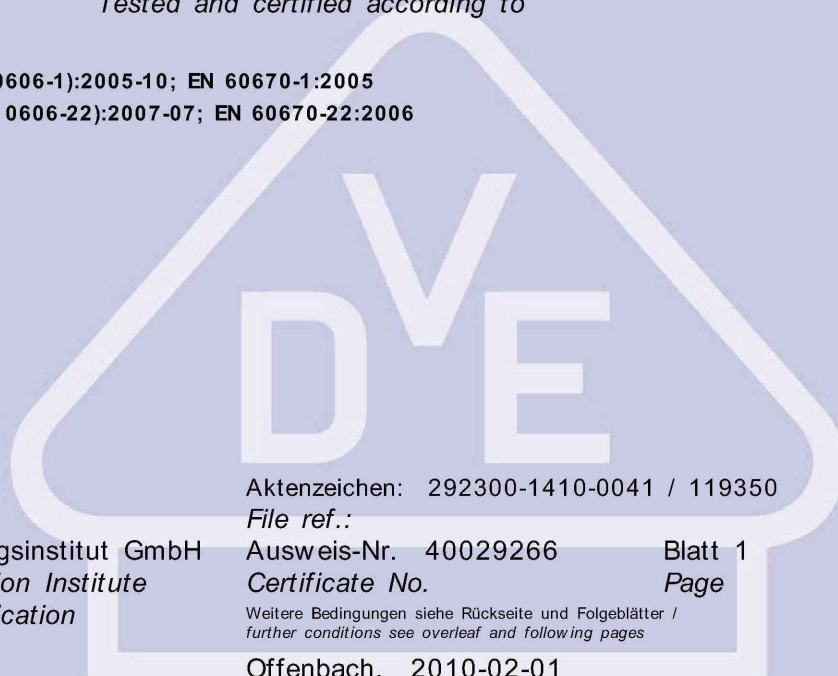 Tested and certified according to
0606-1):2005-10; EN 60670-1:2005
0606-22):2007-07; EN 60670-22:2006
VDE
Aktenzeichen: 292300-1410-0041 / 119350
File ref.:
gsinstitut GmbH Ausweis-Nr. 40029266 Blatt 1
on Institute Certificate No. Page
cation Weitere Bedingungen siehe Rückseite und Folgeblätter /
further conditions see overleaf and following pages
Offenbach, 2010-02-01